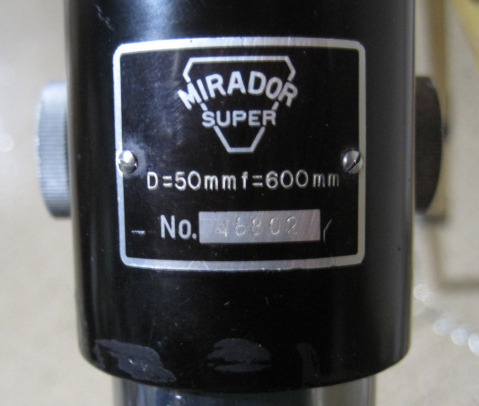 MIRADOR
SUPER
D=50mm f=600mm
No. 46802